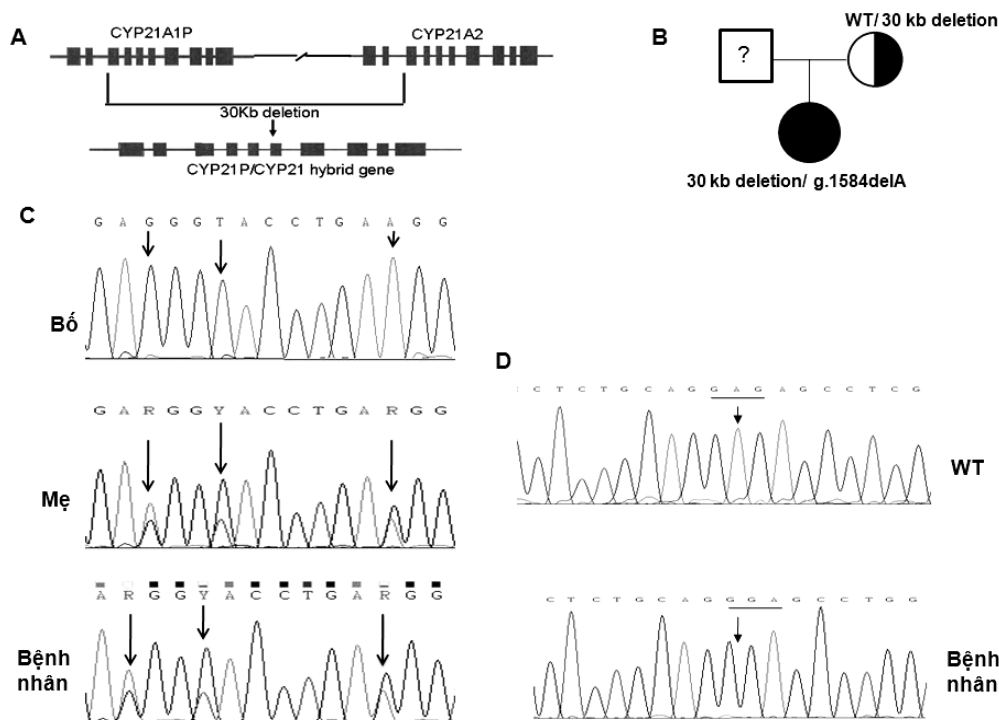 A
CYP21A1P
CYP21A2
30Kb deletion
CYP21P/CYP21 hybrid gene
B
WT/ 30 kb deletion
?
30 kb deletion/ g.1584delA
C
G A G G G T A C C T G A A G G
Bố
G A R G G Y A C C T G A R G G
Mẹ
A R G G Y A C C T G A R G G
Bệnh
nhân
D
C T C T G C A G G A G A G C C T C G
WT
C T C T G C A G G G A G C C T G G
Bệnh
nhân